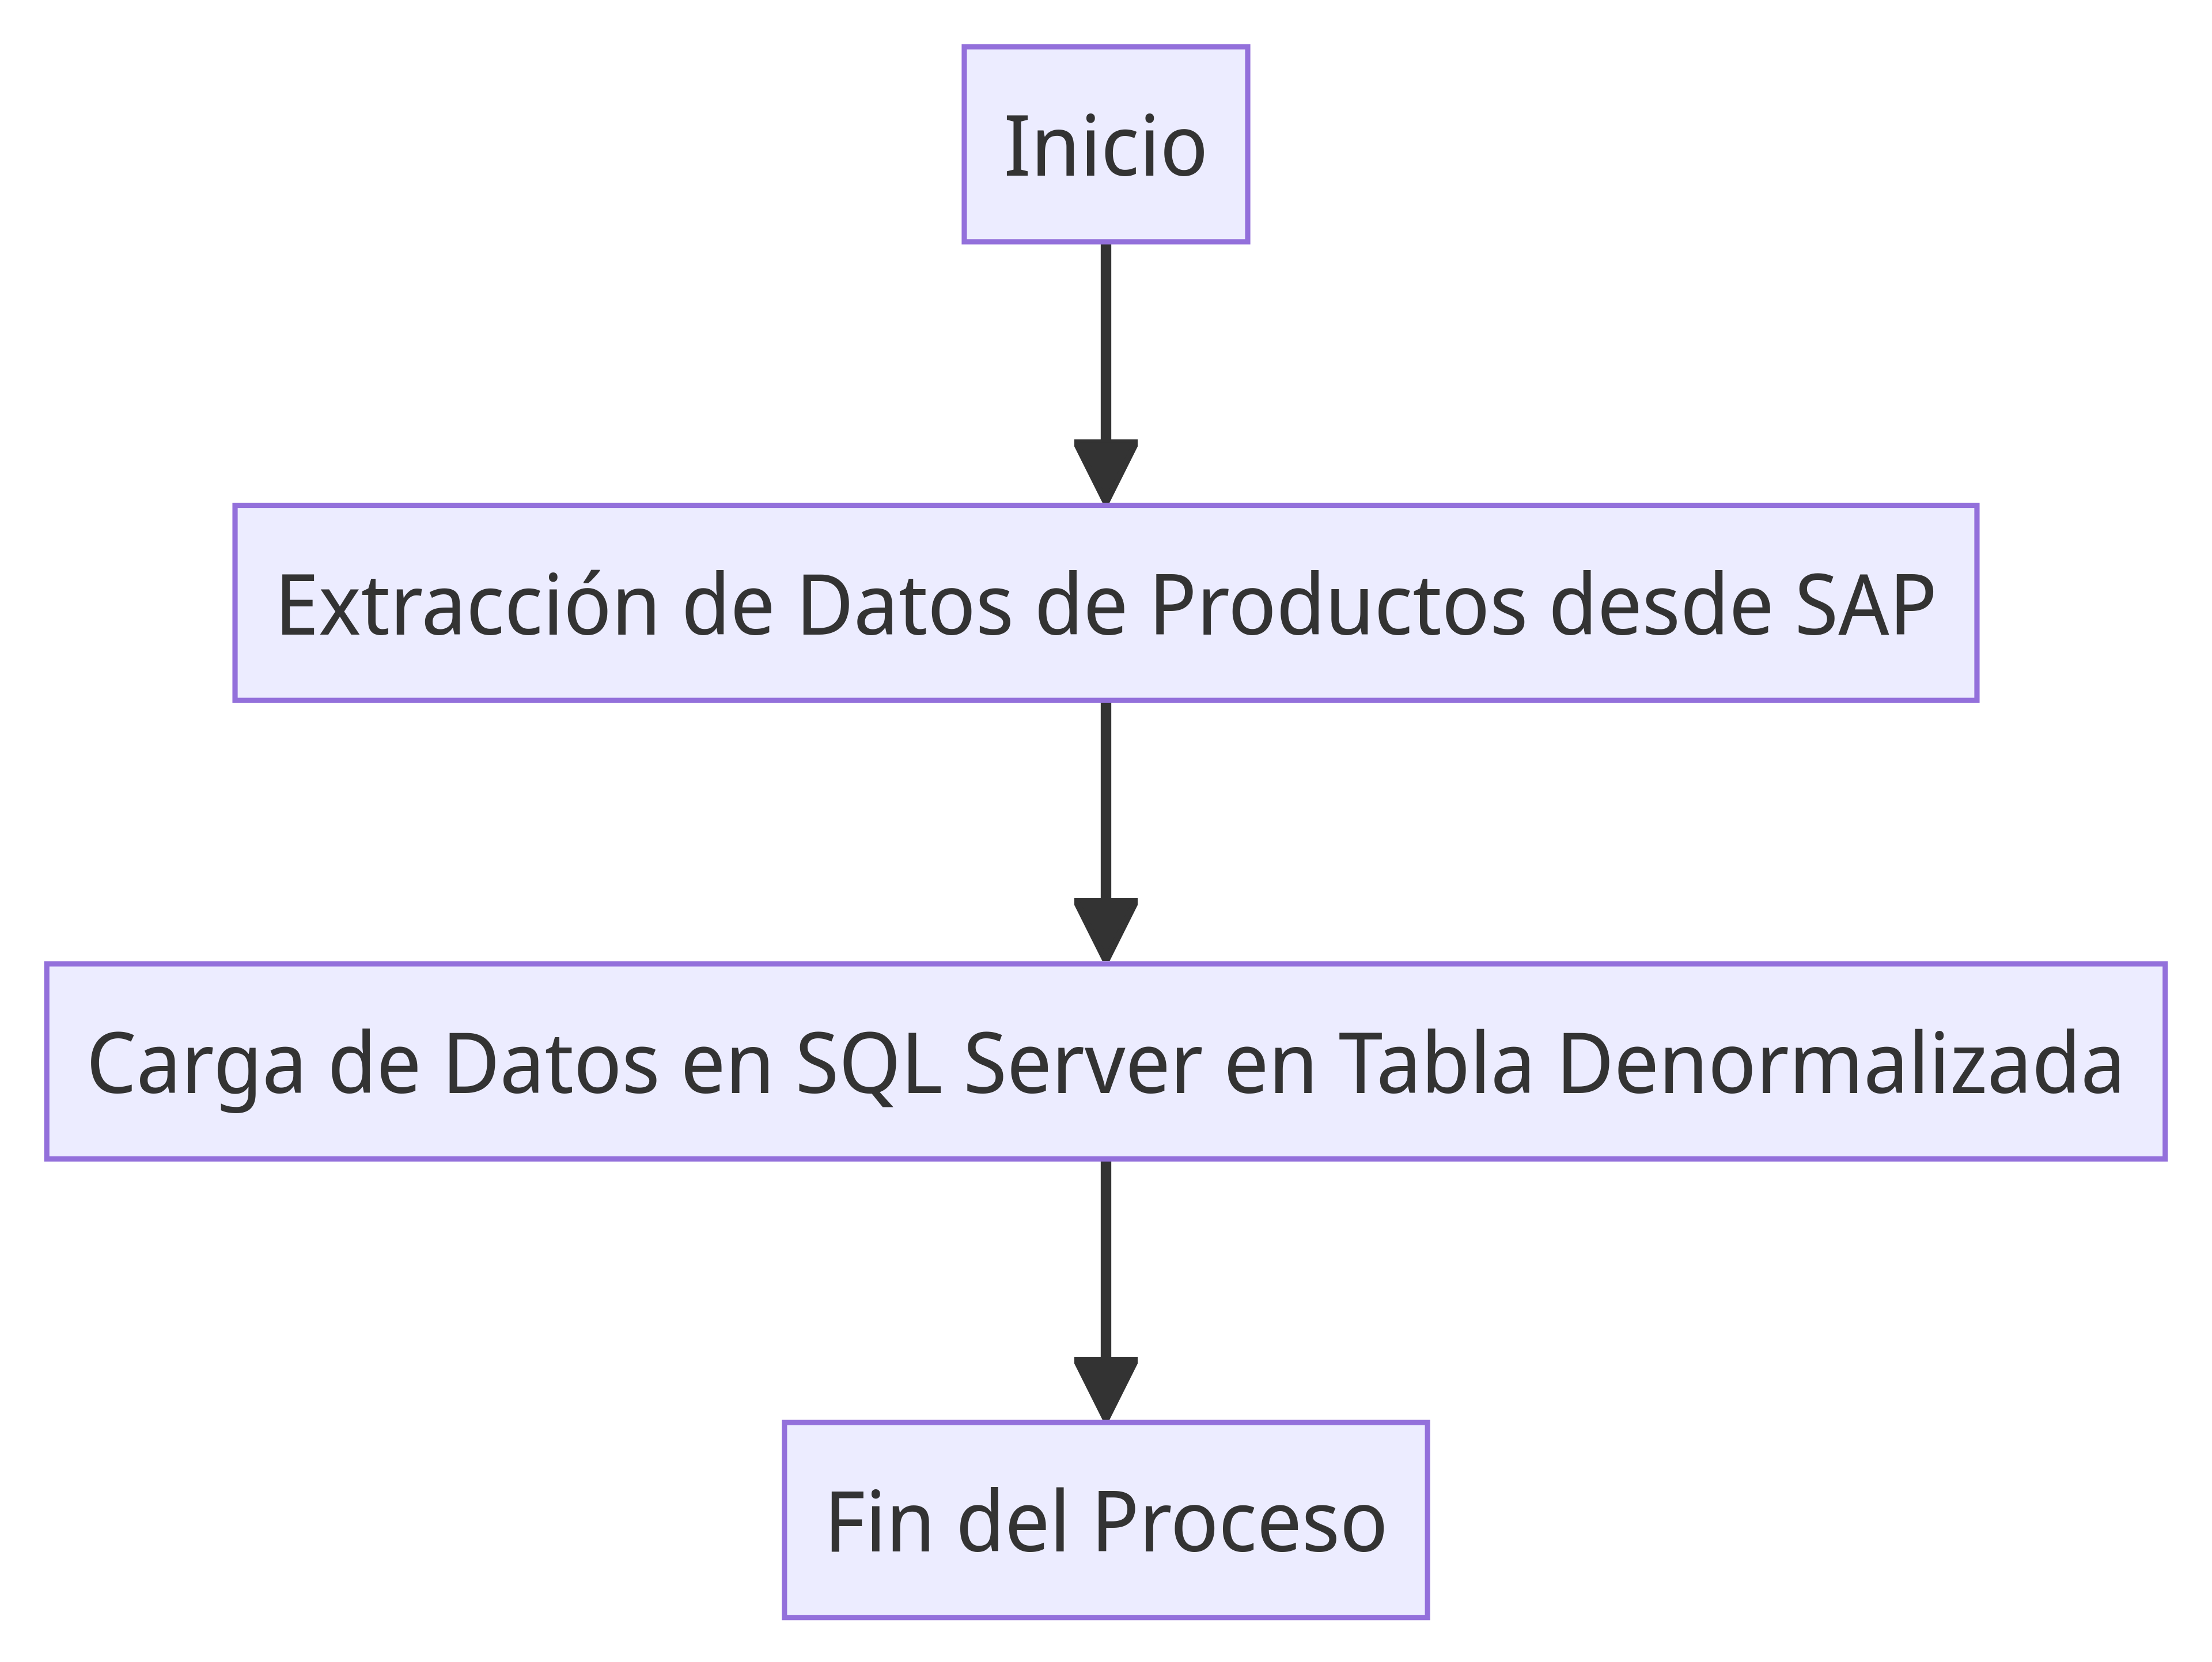 Inicio
Extracción de Datos de Productos desde SAP
Carga de Datos en SQL Server en Tabla Denormalizada
Fin del Proceso